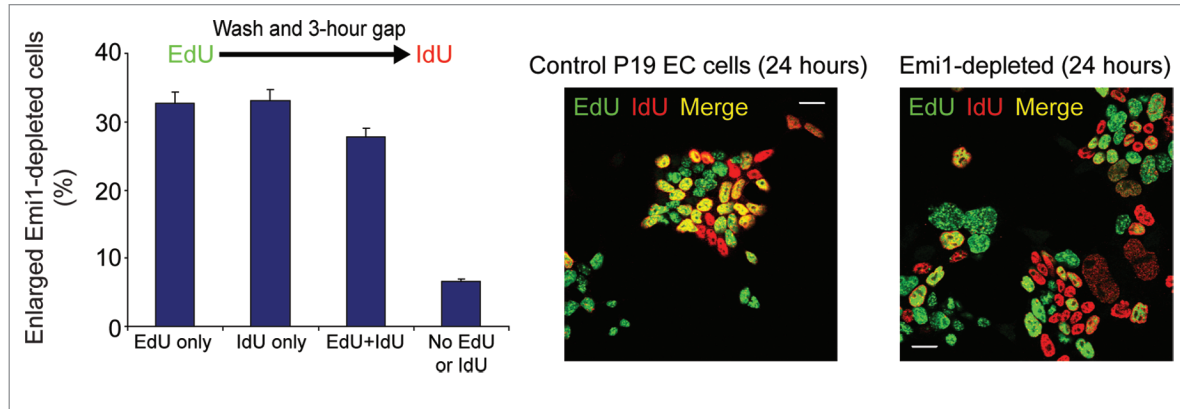 Wash and 3-hour gap
EdU
IdU
Enlarged Emi1-depleted cells
(%)
40
30
20
10
0
EdU only
IdU only
EdU+IdU
No EdU
or IdU
Control P19 EC cells (24 hours)
EdU IdU Merge
Emi1-depleted (24 hours)
EdU IdU Merge